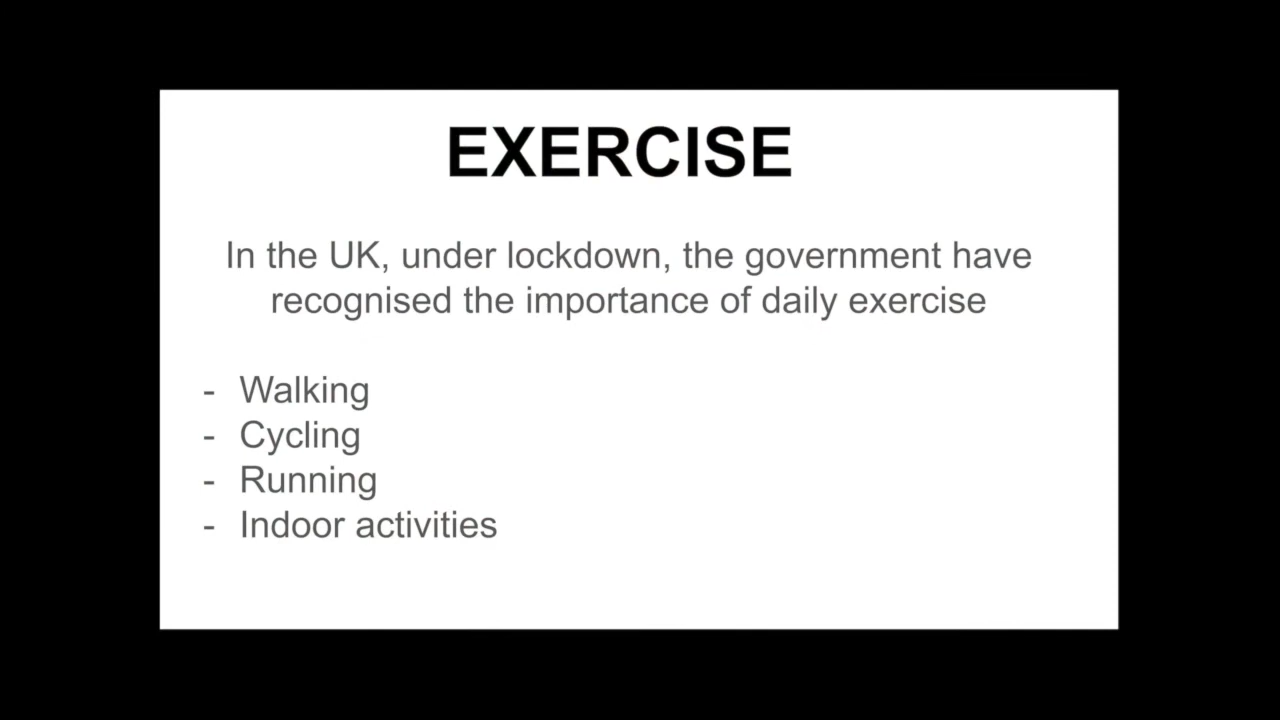 EXERCISE
In the UK, under lockdown, the government have
recognised the importance of daily exercise
- Walking
- Cycling
- Running
- Indoor activities